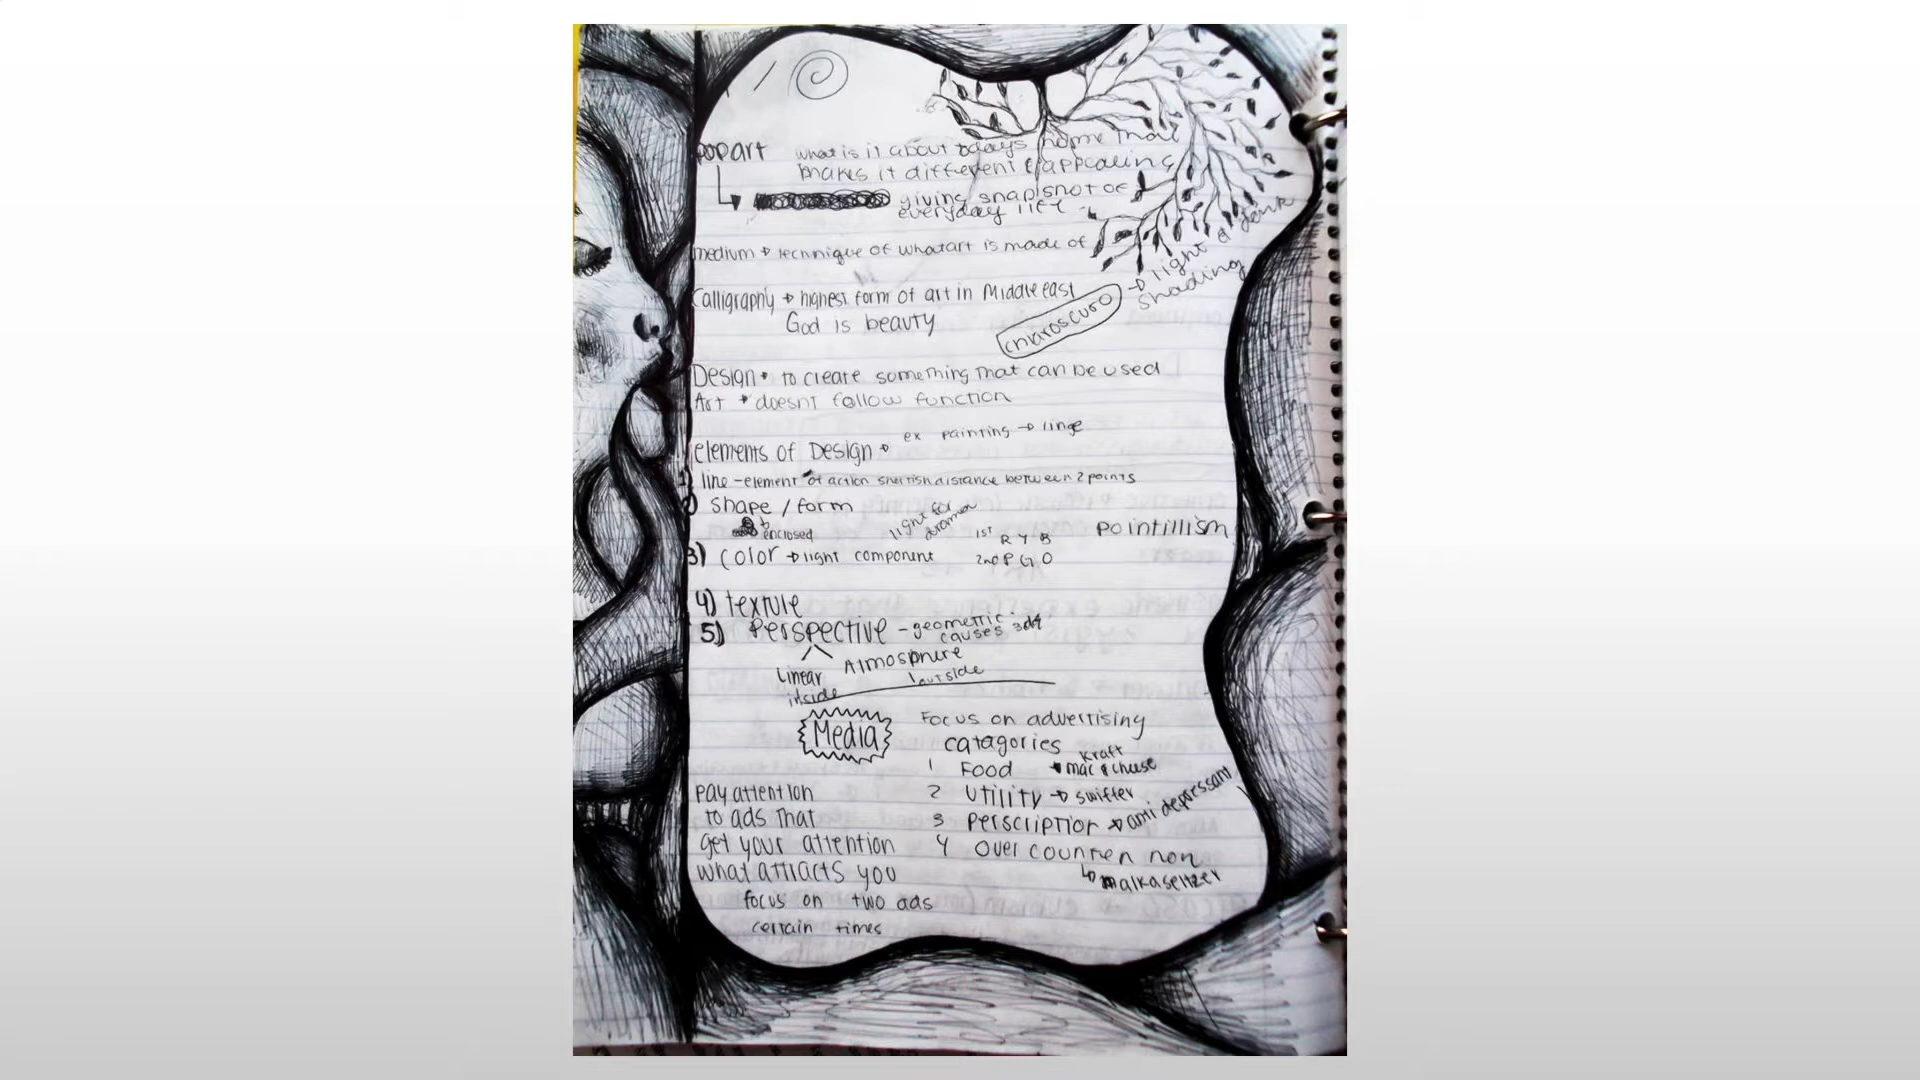 popart what is it about todays home that
makes it different & appealing
giving snapshot of
everyday life
medium → technique of what art is made of
light & dark
shading
Calligraphy → highest form of art in Middle east
God is beauty
chiaroscuro
Design → to create something that can be used
Art → doesnt follow function
ex painting →
elements of Design →
1) line - element of action distance between 2 points
2) shape / form
enclosed
light for
drama
1st R Y B
pointillism
3) color → light component 2nd P G O
4) texture
5) Perspective - geometric
causes
Linear Atmosphere
inside outside
Media
Focus on advertising
catagories
1 Food → Kraft
mac & cheese
2 Utility → swiffer
3 Perscription → anti depressant
4 over counter non
alkaseltzer
pay attention
to ads that
get your attention
what attracts you
focus on two ads
certain times